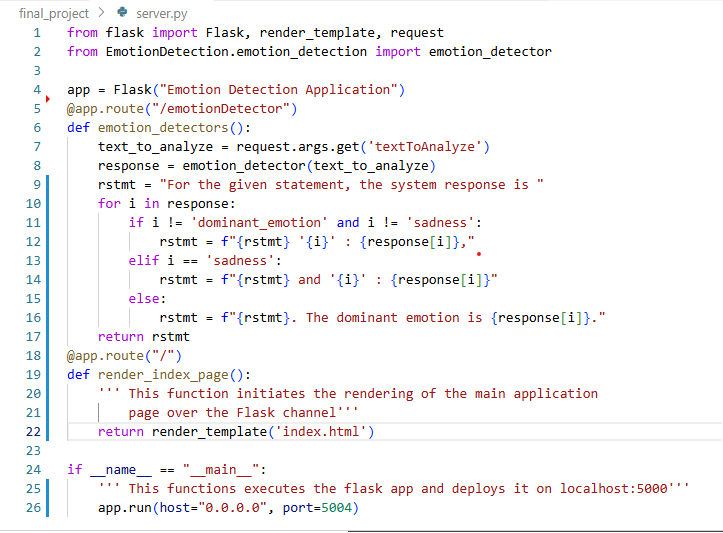 final_project > server.py
1 from flask import Flask, render_template, request
2 from EmotionDetection.emotion_detection import emotion_detector
3
4 app = Flask("Emotion Detection Application")
5 @app.route("/emotionDetector")
6 def emotion_detectors():
7     text_to_analyze = request.args.get('textToAnalyze')
8     response = emotion_detector(text_to_analyze)
9     rstmt = "For the given statement, the system response is "
10     for i in response:
11         if i != 'dominant_emotion' and i != 'sadness':
12             rstmt = f"{rstmt} '{i}' : {response[i]},"
13         elif i == 'sadness':
14             rstmt = f"{rstmt} and '{i}' : {response[i]}"
15         else:
16             rstmt = f"{rstmt}. The dominant emotion is {response[i]}."
17     return rstmt
18 @app.route("/")
19 def render_index_page():
20     ''' This function initiates the rendering of the main application
21         page over the Flask channel'''
22     return render_template('index.html')
23
24 if __name__ == "__main__":
25     ''' This functions executes the flask app and deploys it on localhost:5000'''
26     app.run(host="0.0.0.0", port=5004)